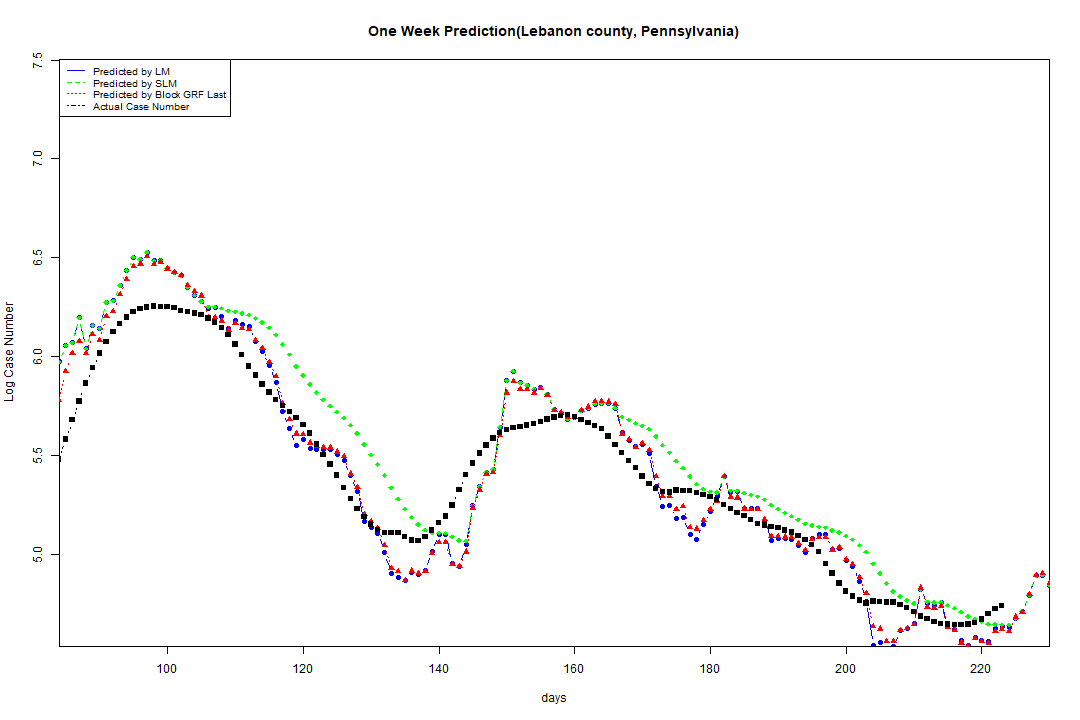 One Week Prediction(Lebanon county, Pennsylvania)
Predicted by LM
Predicted by SLM
Predicted by Block GRF Last
Actual Case Number
7.5
7.0
6.5
6.0
5.5
5.0
Log Case Number
100 120 140 160 180 200 220
days